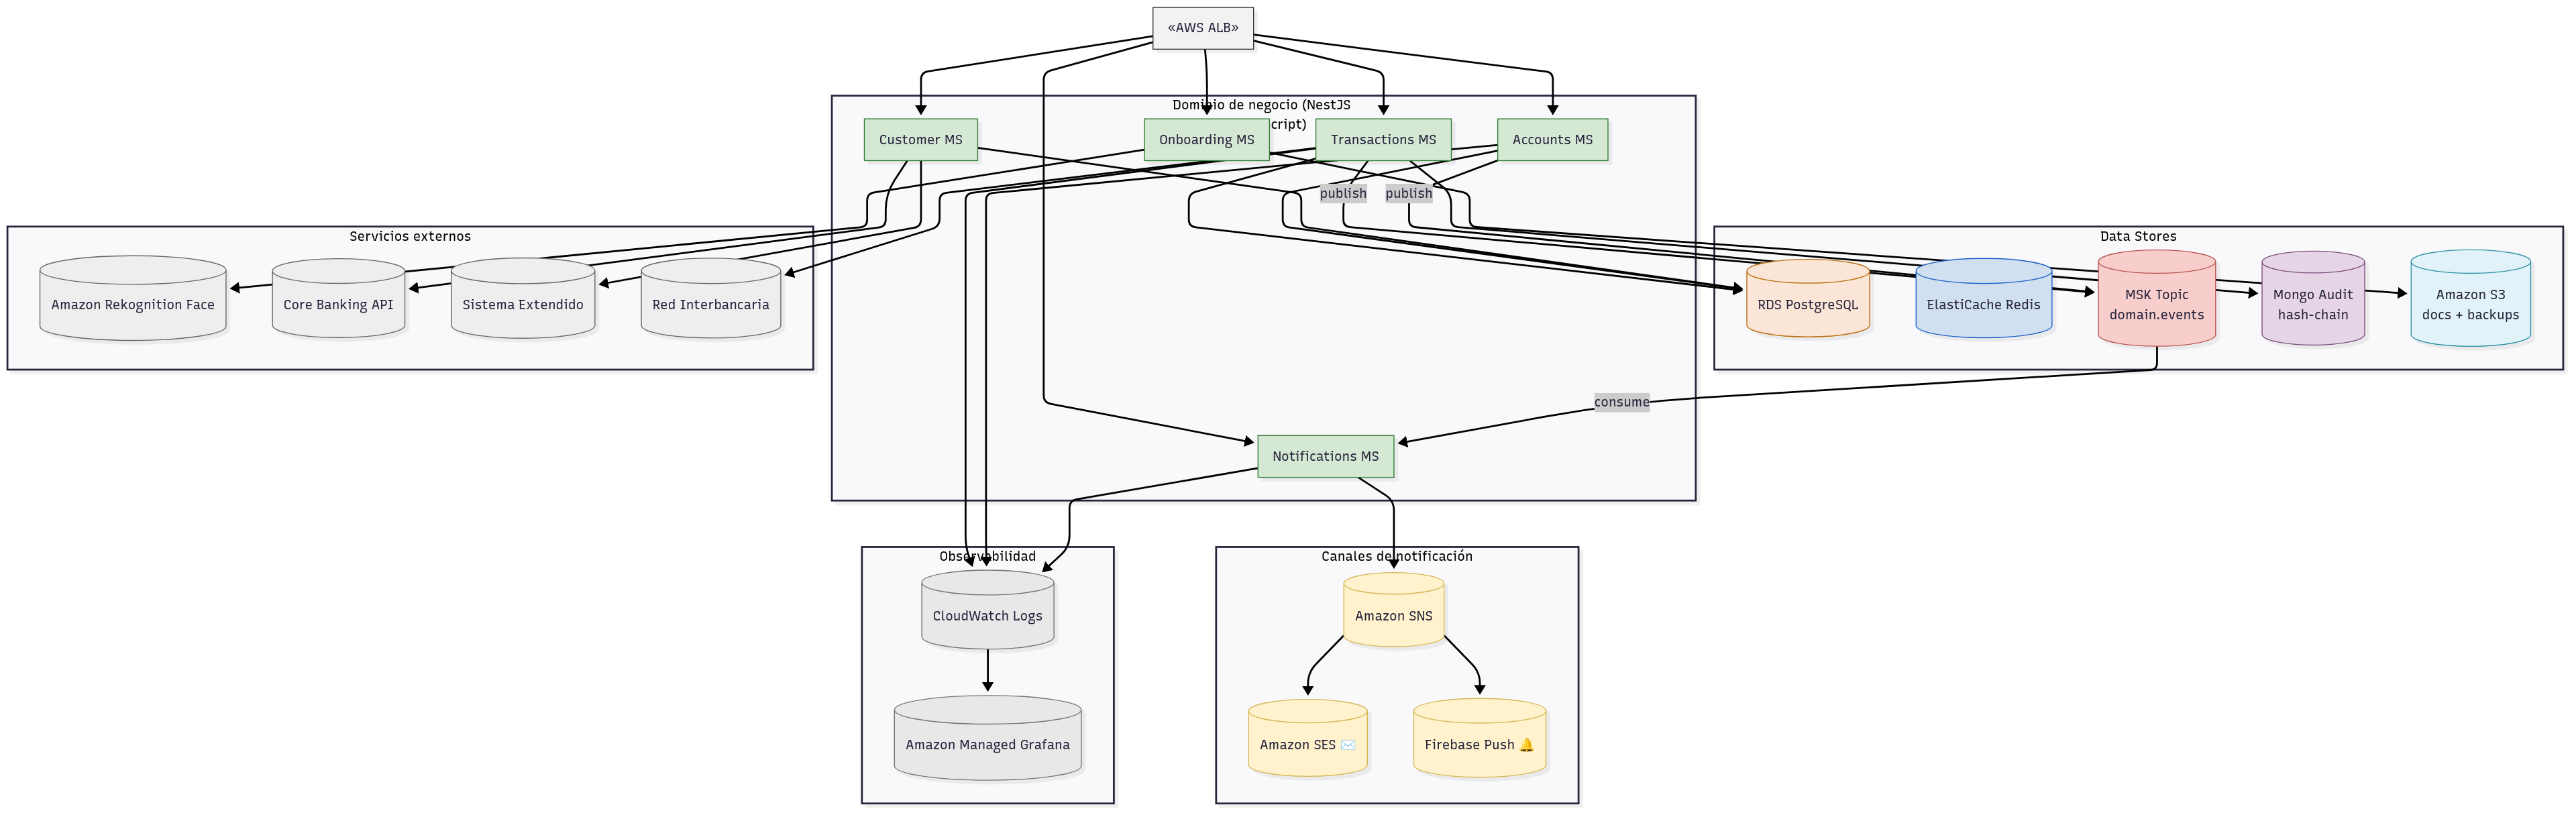 «AWS ALB»
Dominio de negocio (NestJS
cript)
Customer MS
Onboarding MS
Transactions MS
Accounts MS
publish
publish
Servicios externos
Amazon Rekognition Face
Core Banking API
Sistema Extendido
Red Interbancaria
Data Stores
RDS PostgreSQL
ElastiCache Redis
MSK Topic
domain.events
Mongo Audit
hash-chain
Amazon S3
docs + backups
consume
Notifications MS
Observabilidad
CloudWatch Logs
Amazon Managed Grafana
Canales de notificación
Amazon SNS
Amazon SES ✉️
Firebase Push 🔔